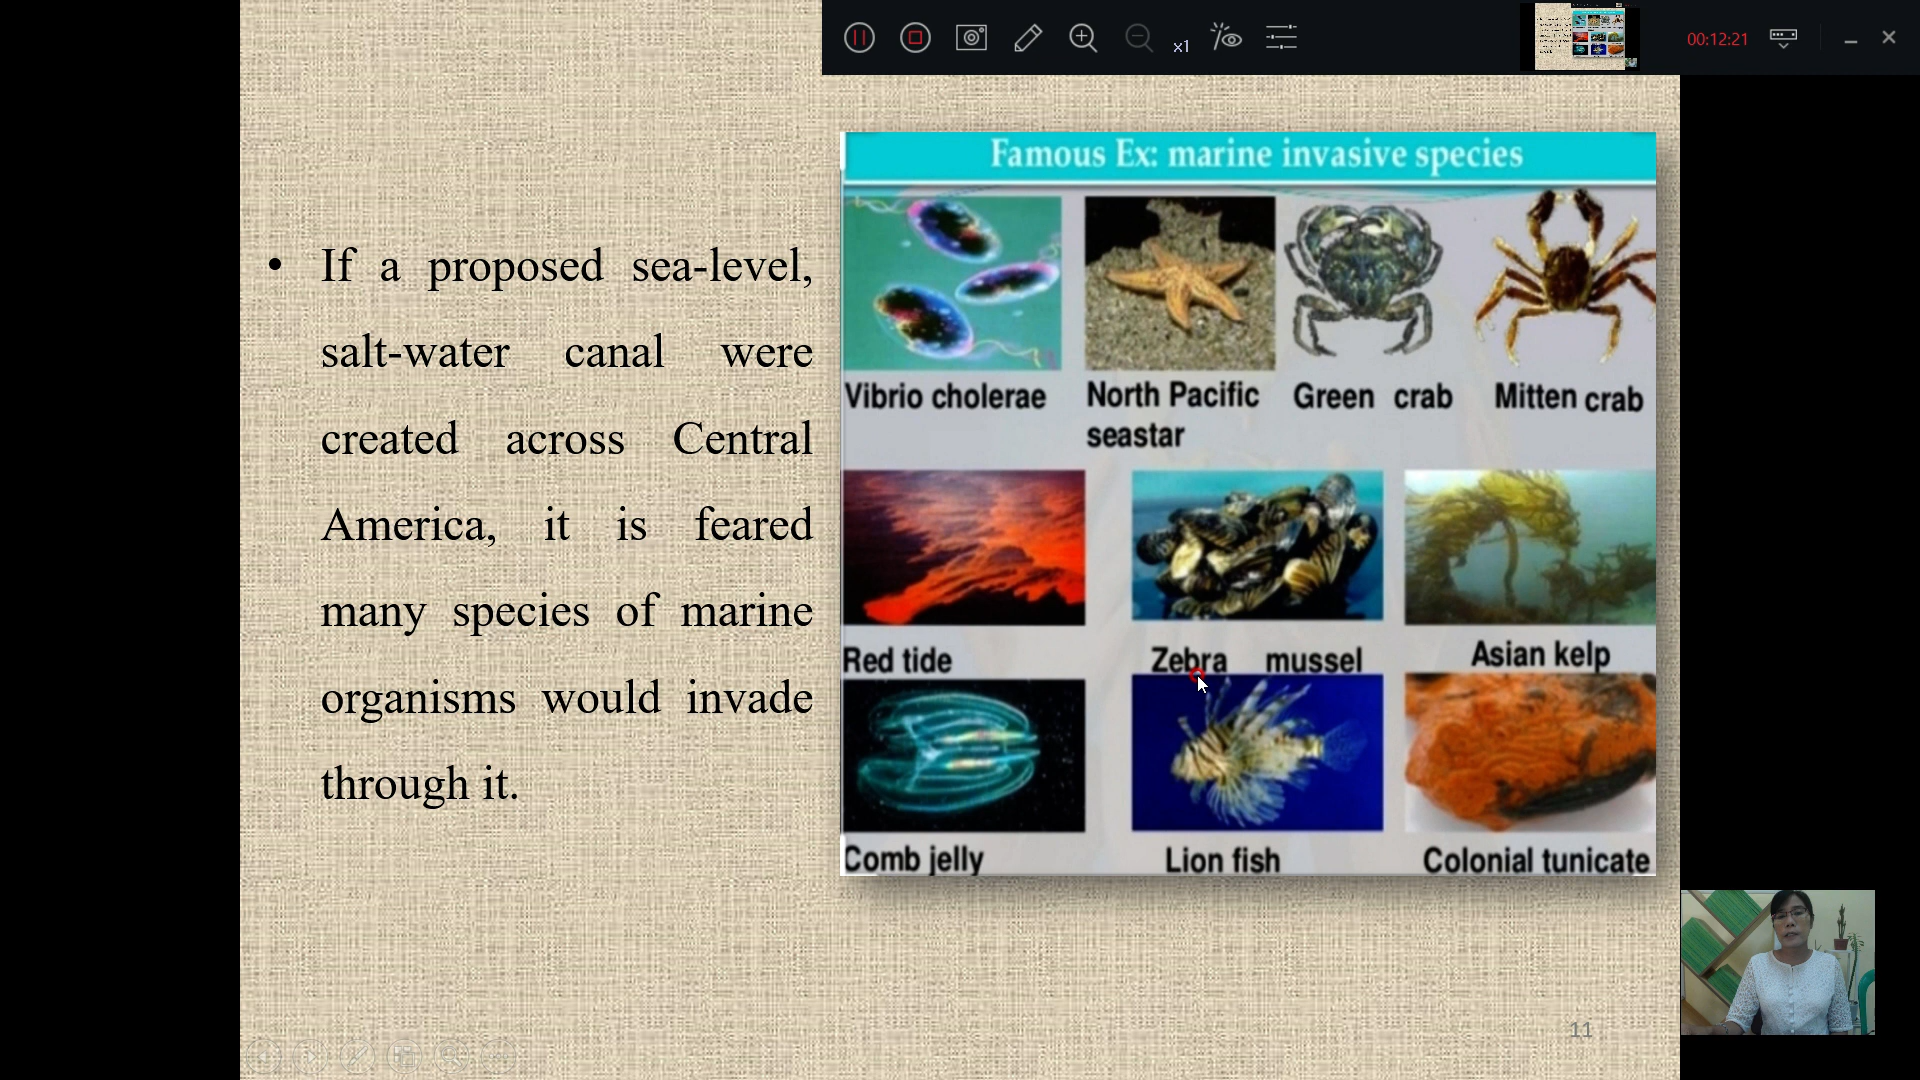 x1
00:12:21
• If a proposed sea-level,
salt-water canal were
created across Central
America, it is feared
many species of marine
organisms would invade
through it.
Famous Ex: marine invasive species
Vibrio cholerae
North Pacific
seastar
Green crab
Mitten crab
Red tide
Zebra mussel
Asian kelp
Comb jelly
Lion fish
Colonial tunicate
11